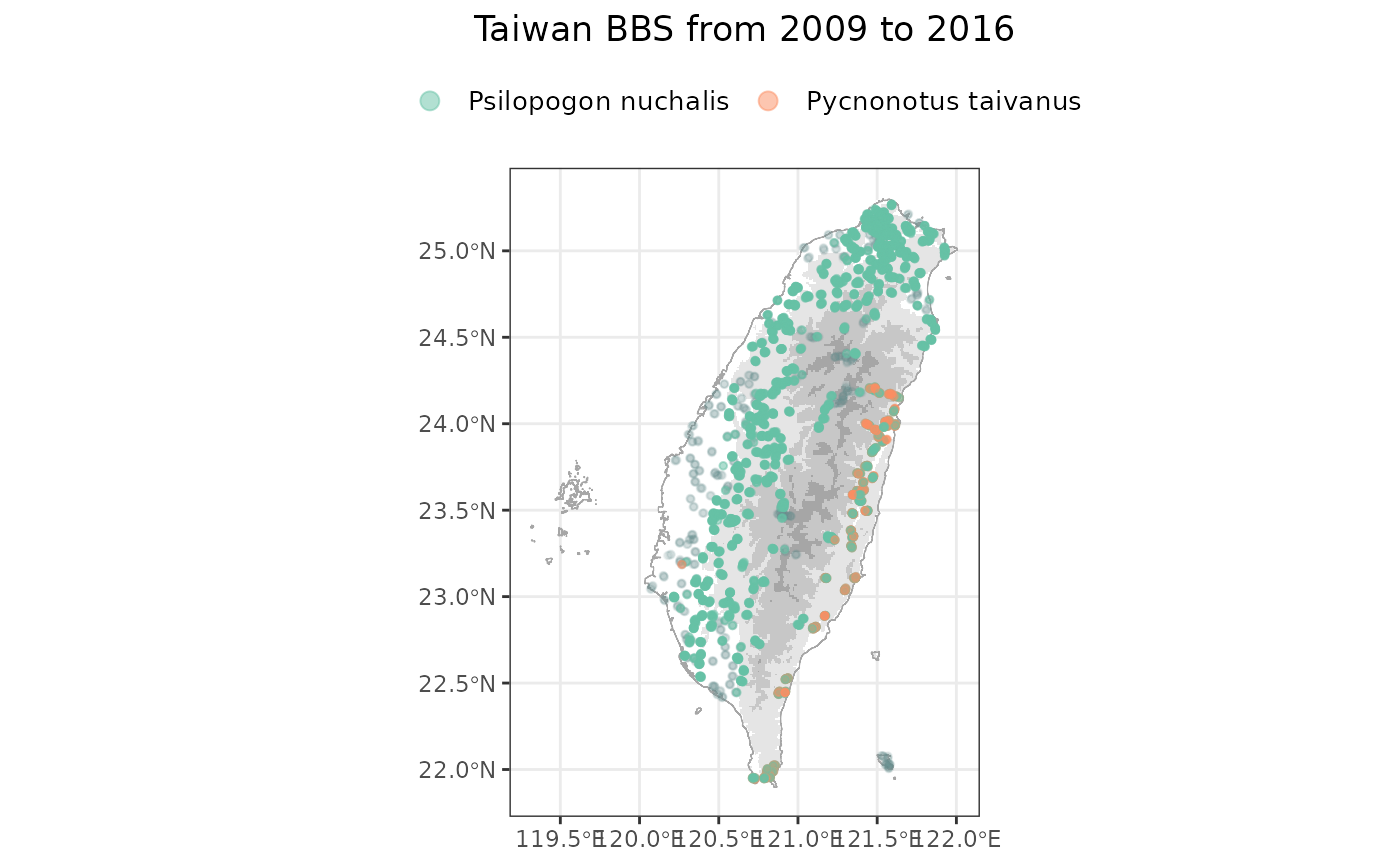 Taiwan BBS from 2009 to 2016
Psilopogon nuchalis Pycnonotus taivanus
25.0°N
24.5°N
24.0°N
23.5°N
23.0°N
22.5°N
22.0°N
119.5°E 120.0°E 120.5°E 121.0°E 121.5°E 122.0°E